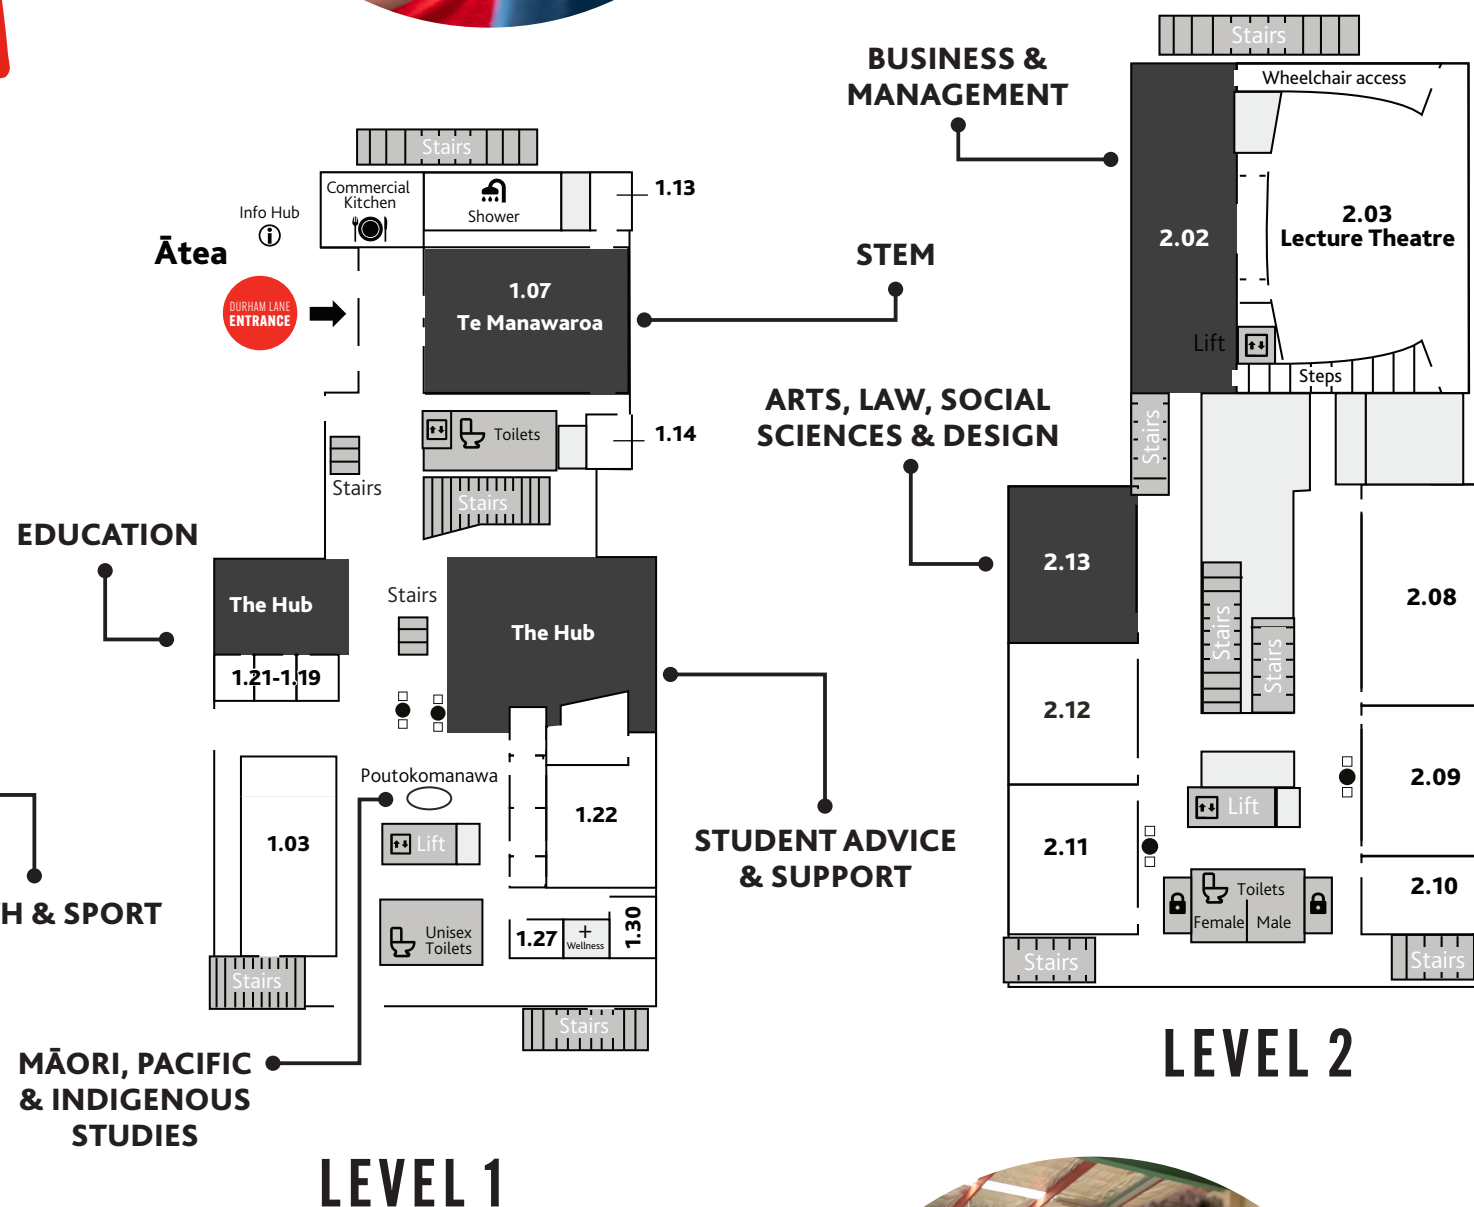 Stairs
Commercial
Kitchen
Shower
1.13
Info Hub
Ātea
DURHAM LANE
ENTRANCE
1.07
Te Manawaroa
STEM
Toilets
1.14
Stairs
Stairs
EDUCATION
The Hub
1.21-1.19
Stairs
The Hub
Poutokomanawa
1.03
Lift
1.22
STUDENT ADVICE
& SUPPORT
H & SPORT
Unisex
Toilets
1.27
Wellness
1.30
Stairs
Stairs
MĀORI, PACIFIC
& INDIGENOUS
STUDIES
LEVEL 1
BUSINESS &
MANAGEMENT
Stairs
Wheelchair access
2.02
2.03
Lecture Theatre
Lift
Steps
ARTS, LAW, SOCIAL
SCIENCES & DESIGN
Stairs
2.13
2.08
Stairs
Stairs
2.12
2.09
Lift
2.11
2.10
Toilets
Female
Male
Stairs
Stairs
LEVEL 2